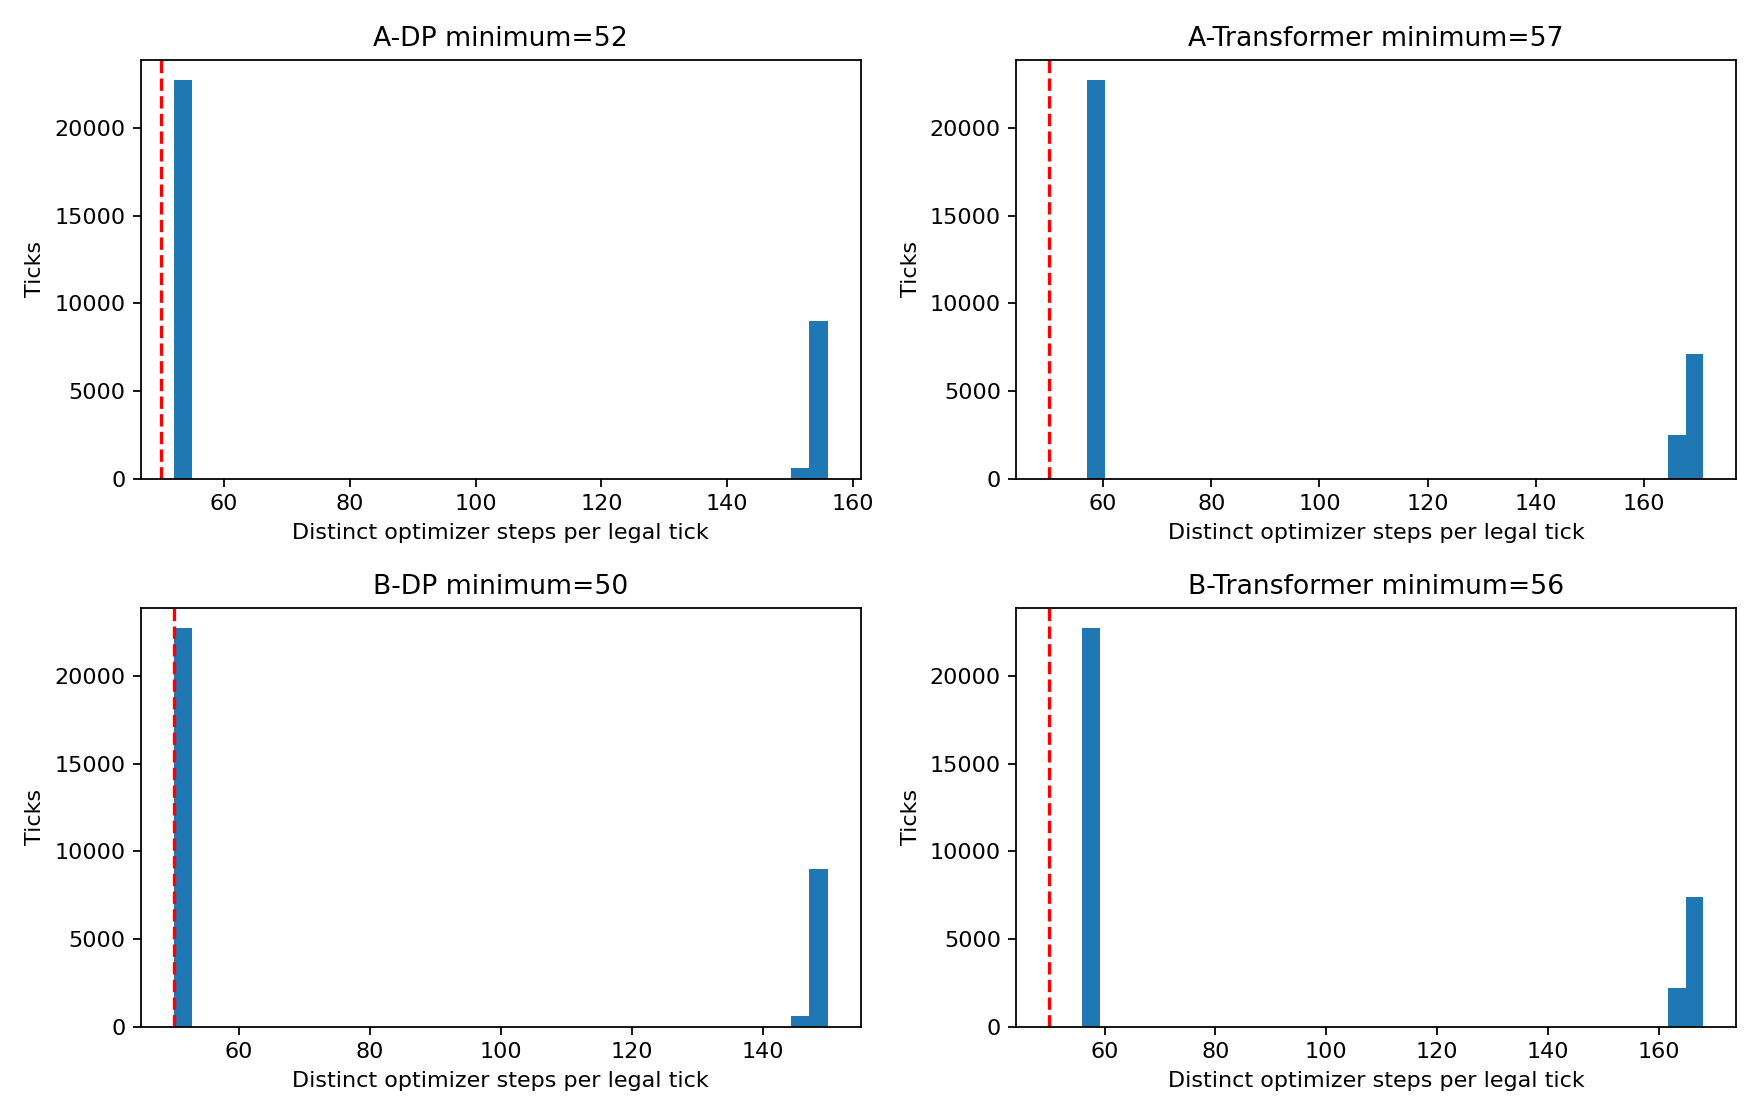 A-DP minimum=52
Ticks
20000
15000
10000
5000
0
60 80 100 120 140 160
Distinct optimizer steps per legal tick
A-Transformer minimum=57
Ticks
20000
15000
10000
5000
0
60 80 100 120 140 160
Distinct optimizer steps per legal tick
B-DP minimum=50
Ticks
20000
15000
10000
5000
0
60 80 100 120 140
Distinct optimizer steps per legal tick
B-Transformer minimum=56
Ticks
20000
15000
10000
5000
0
60 80 100 120 140 160
Distinct optimizer steps per legal tick